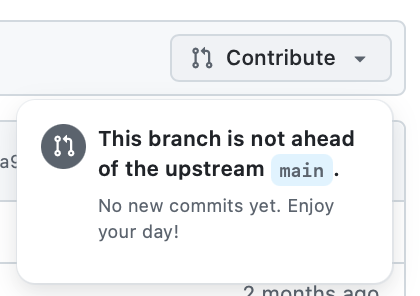 Contribute
This branch is not ahead
of the upstream main.
No new commits yet. Enjoy
your day!
2 months ago